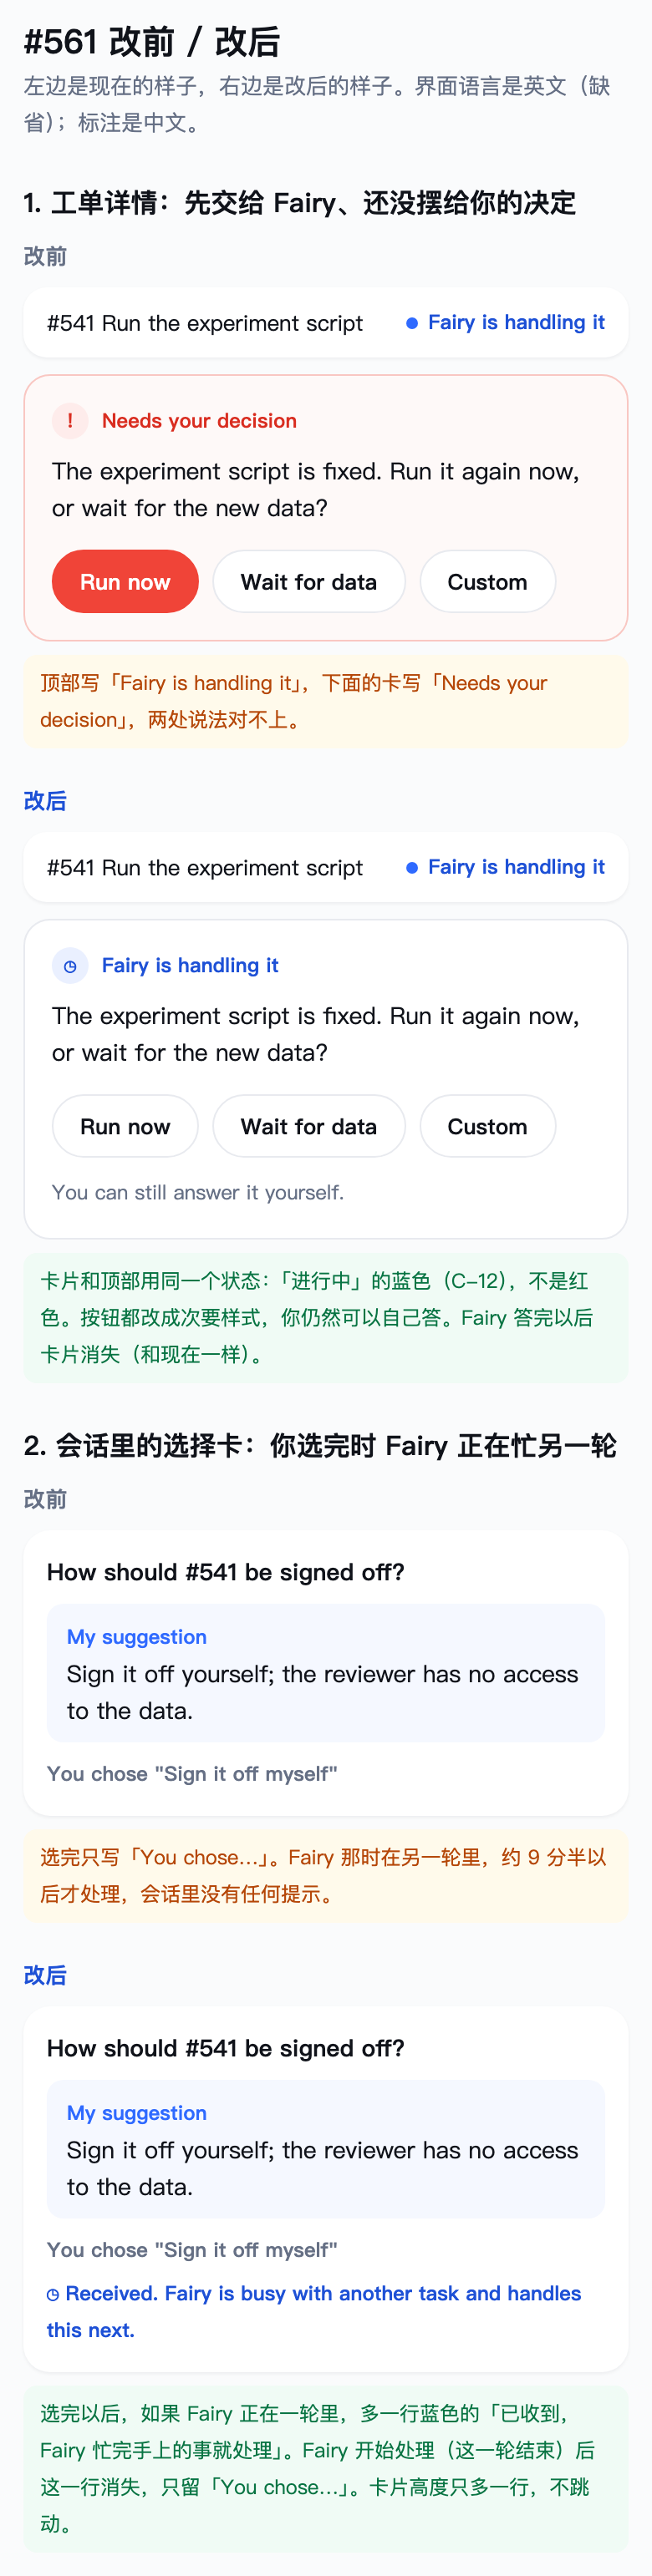 #561 改前 / 改后
左边是现在的样子，右边是改后的样子。界面语言是英文（缺
省）；标注是中文。
1. 工单详情：先交给 Fairy、还没摆给你的决定
改前
#541 Run the experiment script
Fairy is handling it
! Needs your decision
The experiment script is fixed. Run it again now,
or wait for the new data?
Run now
Wait for data
Custom
顶部写「Fairy is handling it」，下面的卡写「Needs your
decision」，两处说法对不上。
改后
#541 Run the experiment script
Fairy is handling it
Fairy is handling it
The experiment script is fixed. Run it again now,
or wait for the new data?
Run now
Wait for data
Custom
You can still answer it yourself.
卡片和顶部用同一个状态：「进行中」的蓝色（C-12），不是红
色。按钮都改成次要样式，你仍然可以自己答。Fairy 答完以后
卡片消失（和现在一样）。
2. 会话里的选择卡：你选完时 Fairy 正在忙另一轮
改前
How should #541 be signed off?
My suggestion
Sign it off yourself; the reviewer has no access
to the data.
You chose "Sign it off myself"
选完只写「You chose…」。Fairy 那时在另一轮里，约 9 分半以
后才处理，会话里没有任何提示。
改后
How should #541 be signed off?
My suggestion
Sign it off yourself; the reviewer has no access
to the data.
You chose "Sign it off myself"
Received. Fairy is busy with another task and handles
this next.
选完以后，如果 Fairy 正在一轮里，多一行蓝色的「已收到，
Fairy 忙完手上的事就处理」。Fairy 开始处理（这一轮结束）后
这一行消失，只留「You chose…」。卡片高度只多一行，不跳
动。